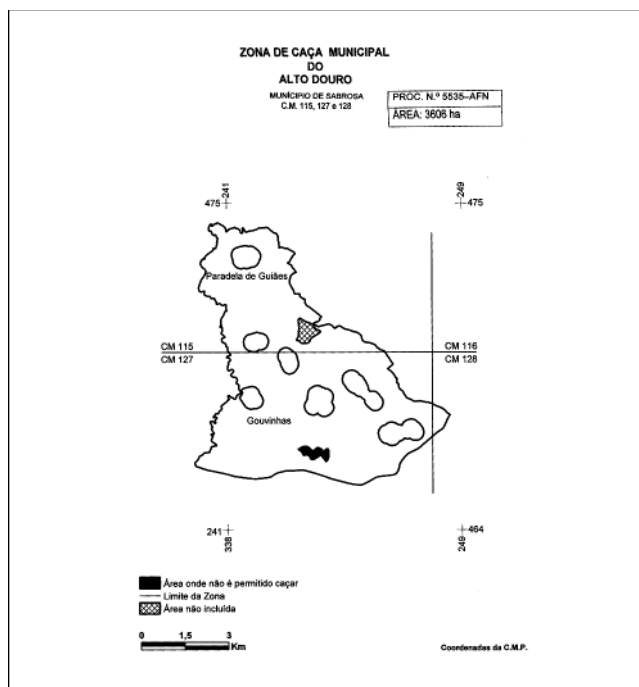 ZONA DE CAÇA MUNICIPAL
DO
ALTO DOURO
MUNICÍPIO DE SABROSA
C.M. 115, 127 e 128
PROC. N.º 5535-AFN
ÁREA: 3606 ha
241
249
475
475
Paradela de Guiães
CM 115
CM 116
CM 127
CM 128
Gouvinhas
241
464
338
249
Área onde não é permitido caçar
Limite da Zona
Área não incluída
0 1,5 3
Km
Coordenadas da C.M.P.